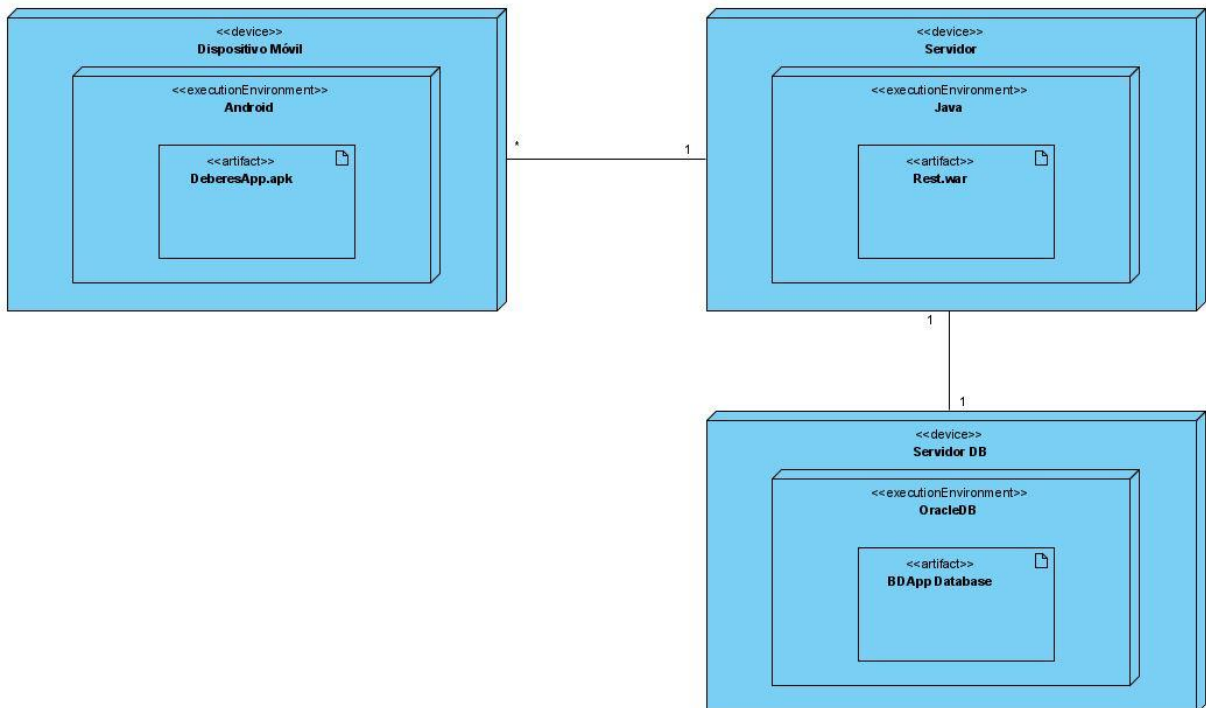 <<device>>
Dispositivo Móvil
<<executionEnvironment>>
Android
<<artifact>>
DeberesApp.apk
*
1
<<device>>
Servidor
<<executionEnvironment>>
Java
<<artifact>>
Rest.war
1
1
<<device>>
Servidor DB
<<executionEnvironment>>
OracleDB
<<artifact>>
BDApp Database